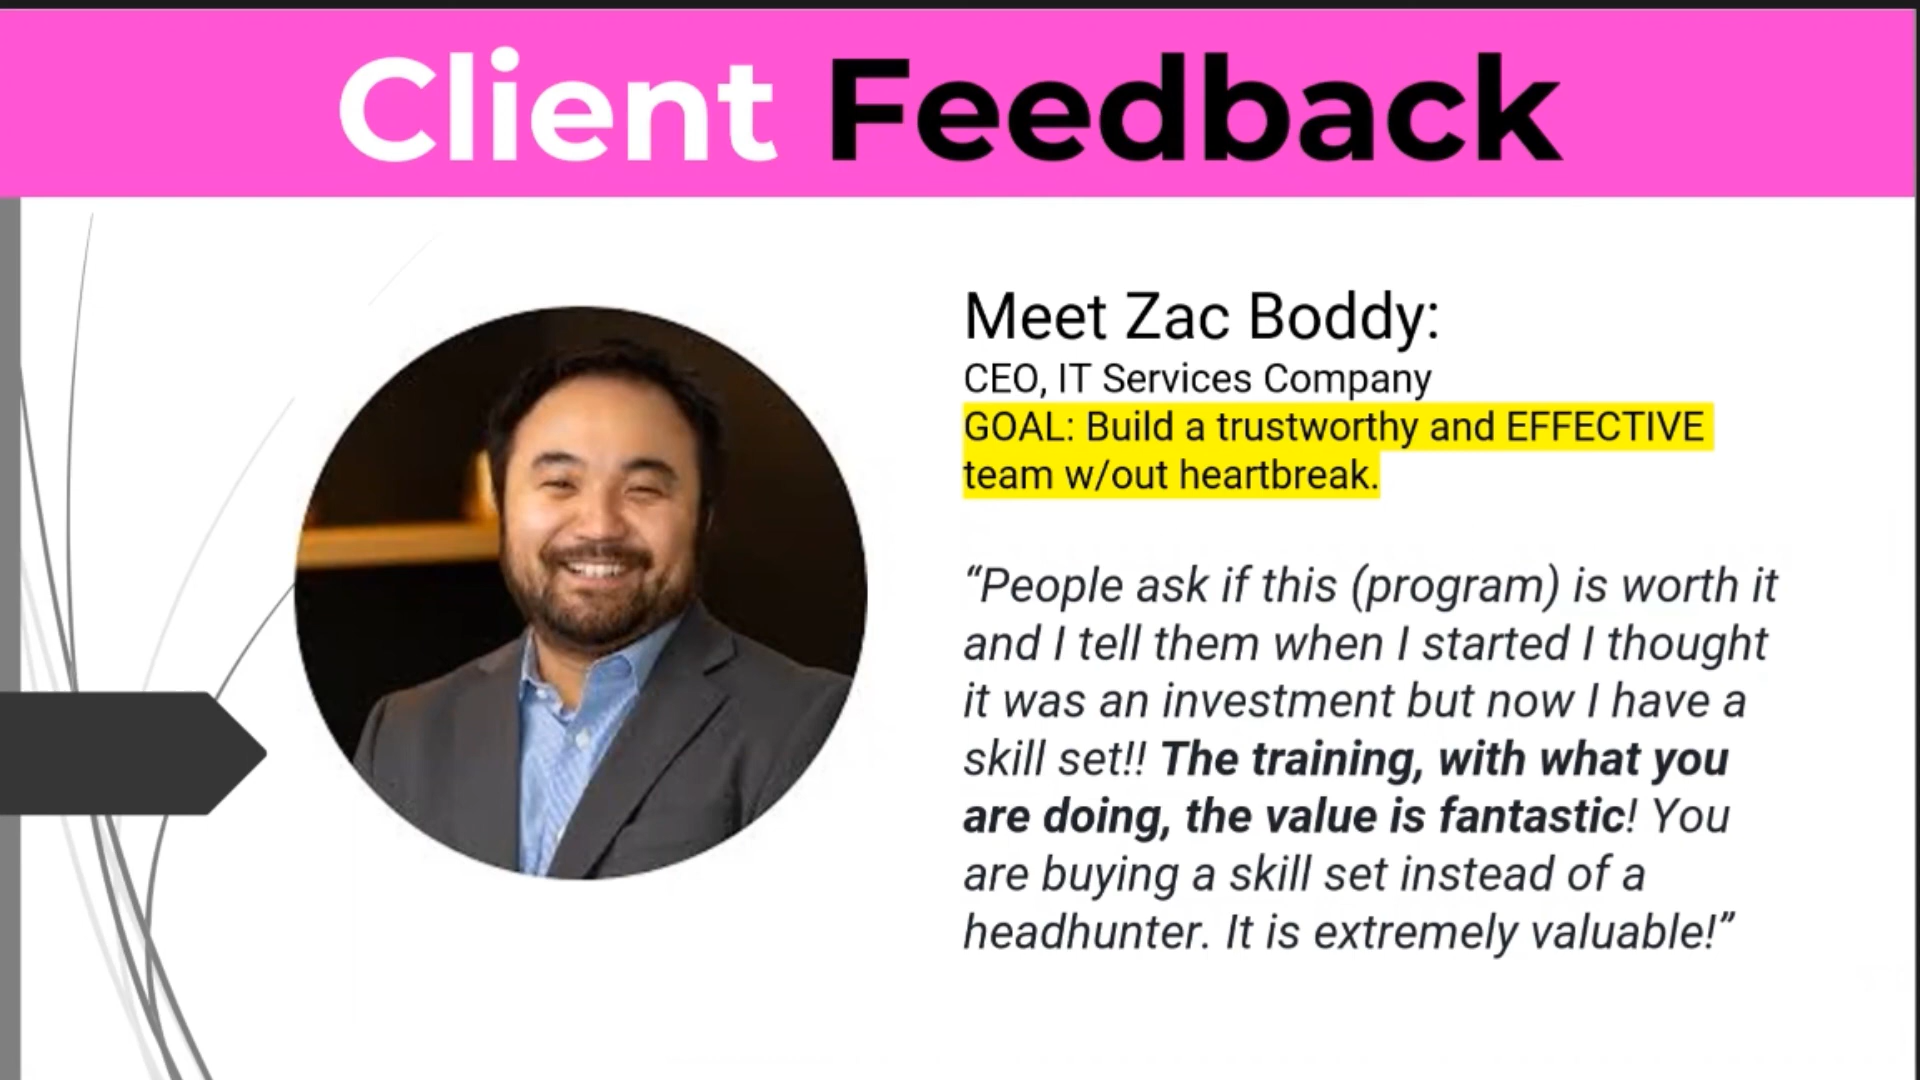 Client Feedback
Meet Zac Boddy:
CEO, IT Services Company
GOAL: Build a trustworthy and EFFECTIVE
team w/out heartbreak.
“People ask if this (program) is worth it
and I tell them when I started I thought
it was an investment but now I have a
skill set!! The training, with what you
are doing, the value is fantastic! You
are buying a skill set instead of a
headhunter. It is extremely valuable!”